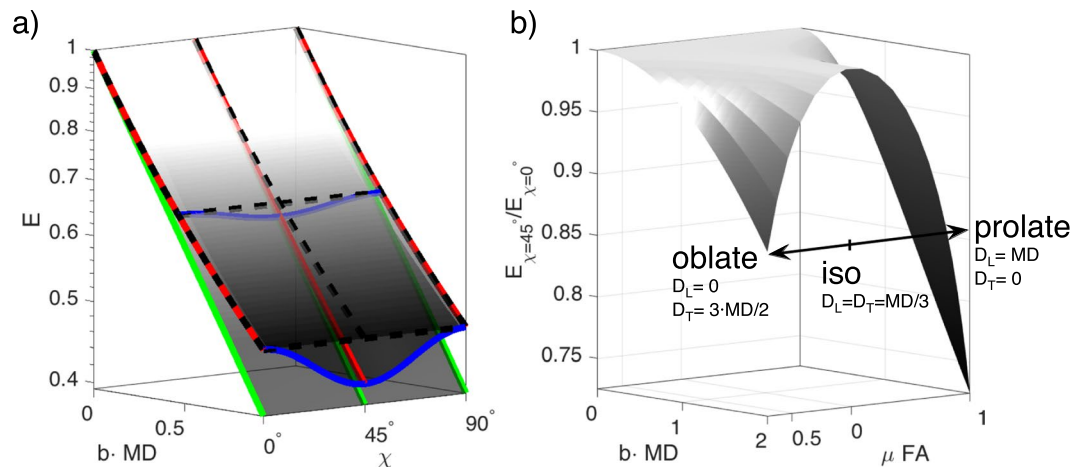 a)
1
0.9
0.8
0.7
0.6
0.5
0.4
E
0
0.5
b· MD
0°
45°
90°
χ
b)
1
0.95
0.9
0.85
0.8
0.75
E χ=45°/E χ=0°
oblate
D_L= 0
D_T= 3·MD/2
iso
D_L=D_T=MD/3
prolate
D_L= MD
D_T= 0
0
1
2
b· MD
0.5
0
1
μ FA